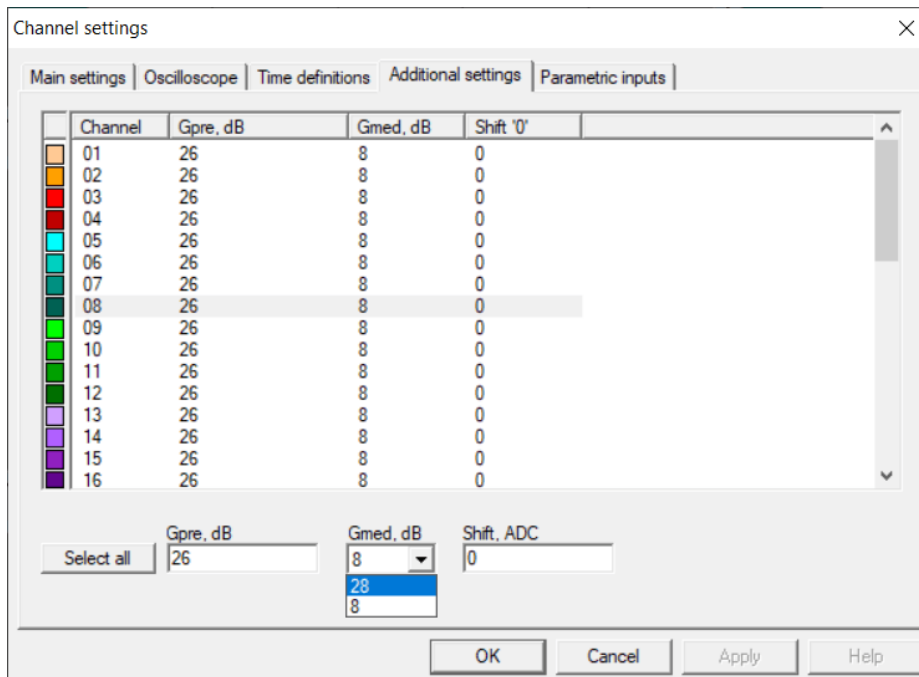 Channel settings
Main settings Oscilloscope Time definitions Additional settings Parametric inputs
Channel Gpre, dB Gmed, dB Shift '0'
01 26 8 0
02 26 8 0
03 26 8 0
04 26 8 0
05 26 8 0
06 26 8 0
07 26 8 0
08 26 8 0
09 26 8 0
10 26 8 0
11 26 8 0
12 26 8 0
13 26 8 0
14 26 8 0
15 26 8 0
16 26 8 0
Gpre, dB Gmed, dB Shift, ADC
Select all 26 8 0
28
8
OK Cancel Apply Help